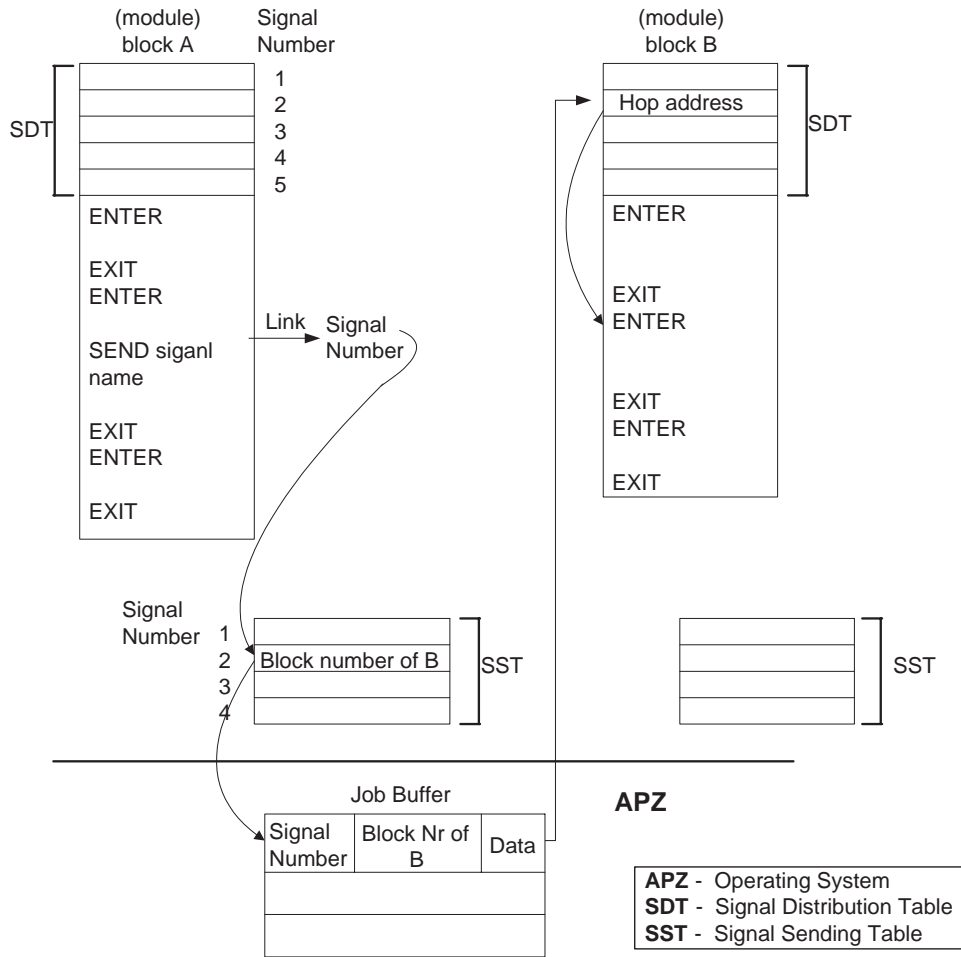 (module)
block A
Signal
Number
(module)
block B
SDT
1
2
3
4
5
Hop address
SDT
ENTER
EXIT
ENTER
SEND siganl
name
EXIT
ENTER
EXIT
Link
Signal
Number
ENTER
EXIT
ENTER
EXIT
ENTER
EXIT
Signal
Number
1
2
3
4
Block number of B
SST
SST
Job Buffer
APZ
Signal
Number
Block Nr of
B
Data
APZ - Operating System
SDT - Signal Distribution Table
SST - Signal Sending Table